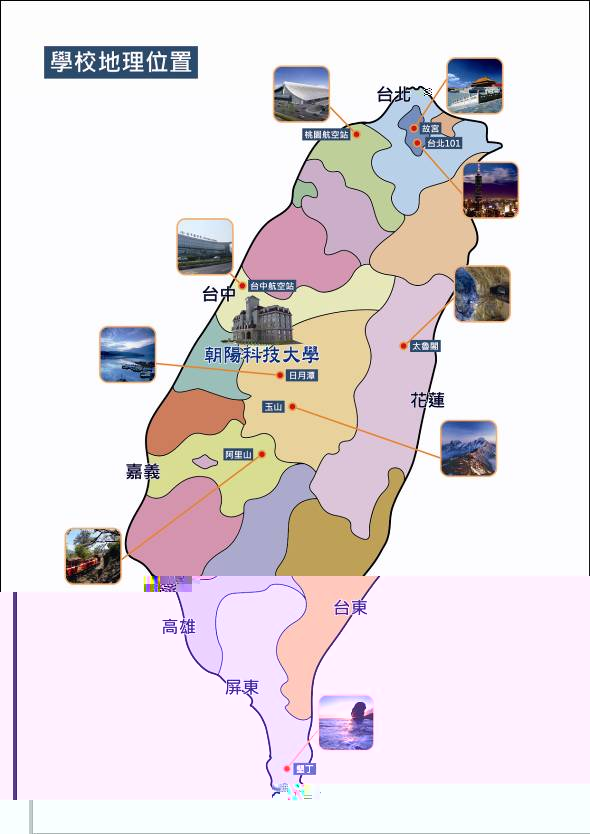 學校地理位置
台北
故宮
桃園航空站
台北101
台中航空站
台中
朝陽科技大學
太魯閣
日月潭
花蓮
玉山
阿里山
嘉義
台東
高雄
屏東
墾丁